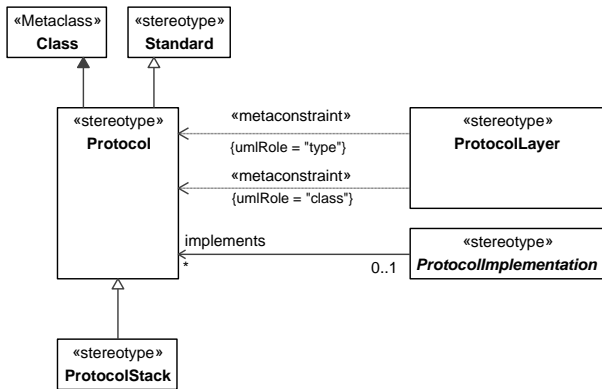 «Metaclass»
Class
«stereotype»
Standard
«stereotype»
Protocol
«metaconstraint»
{umlRole = "type"}
«metaconstraint»
{umlRole = "class"}
«stereotype»
ProtocolLayer
implements
*
0..1
«stereotype»
ProtocolImplementation
«stereotype»
ProtocolStack